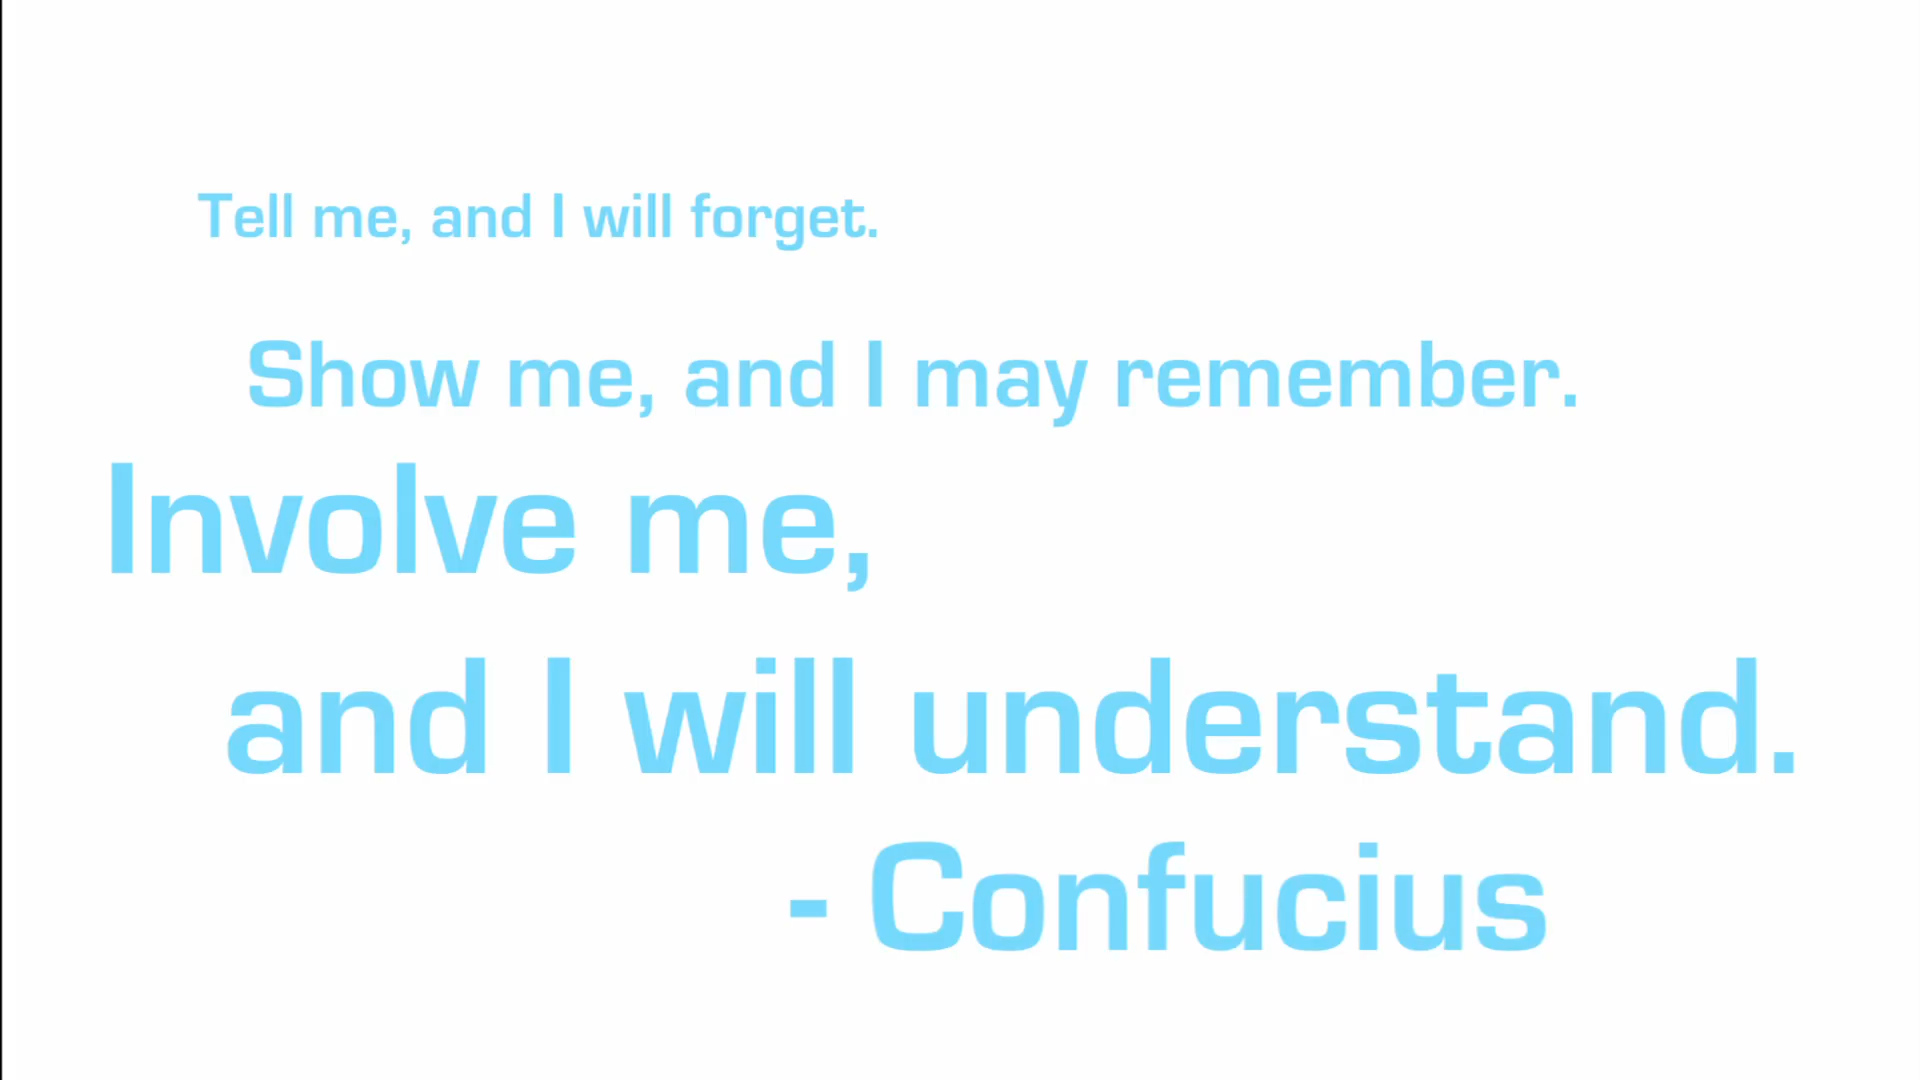 Tell me, and I will forget.
Show me, and I may remember.
Involve me,
and I will understand.
- Confucius